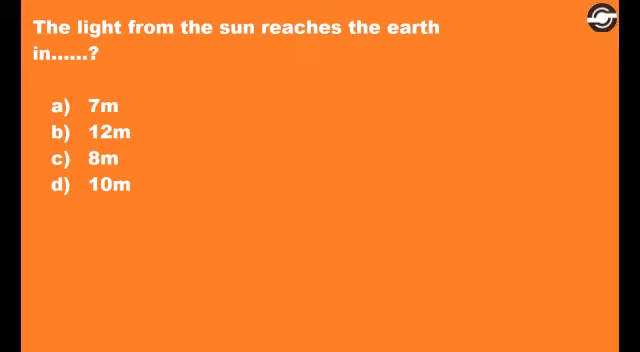 The light from the sun reaches the earth
in......?
a) 7m
b) 12m
c) 8m
d) 10m